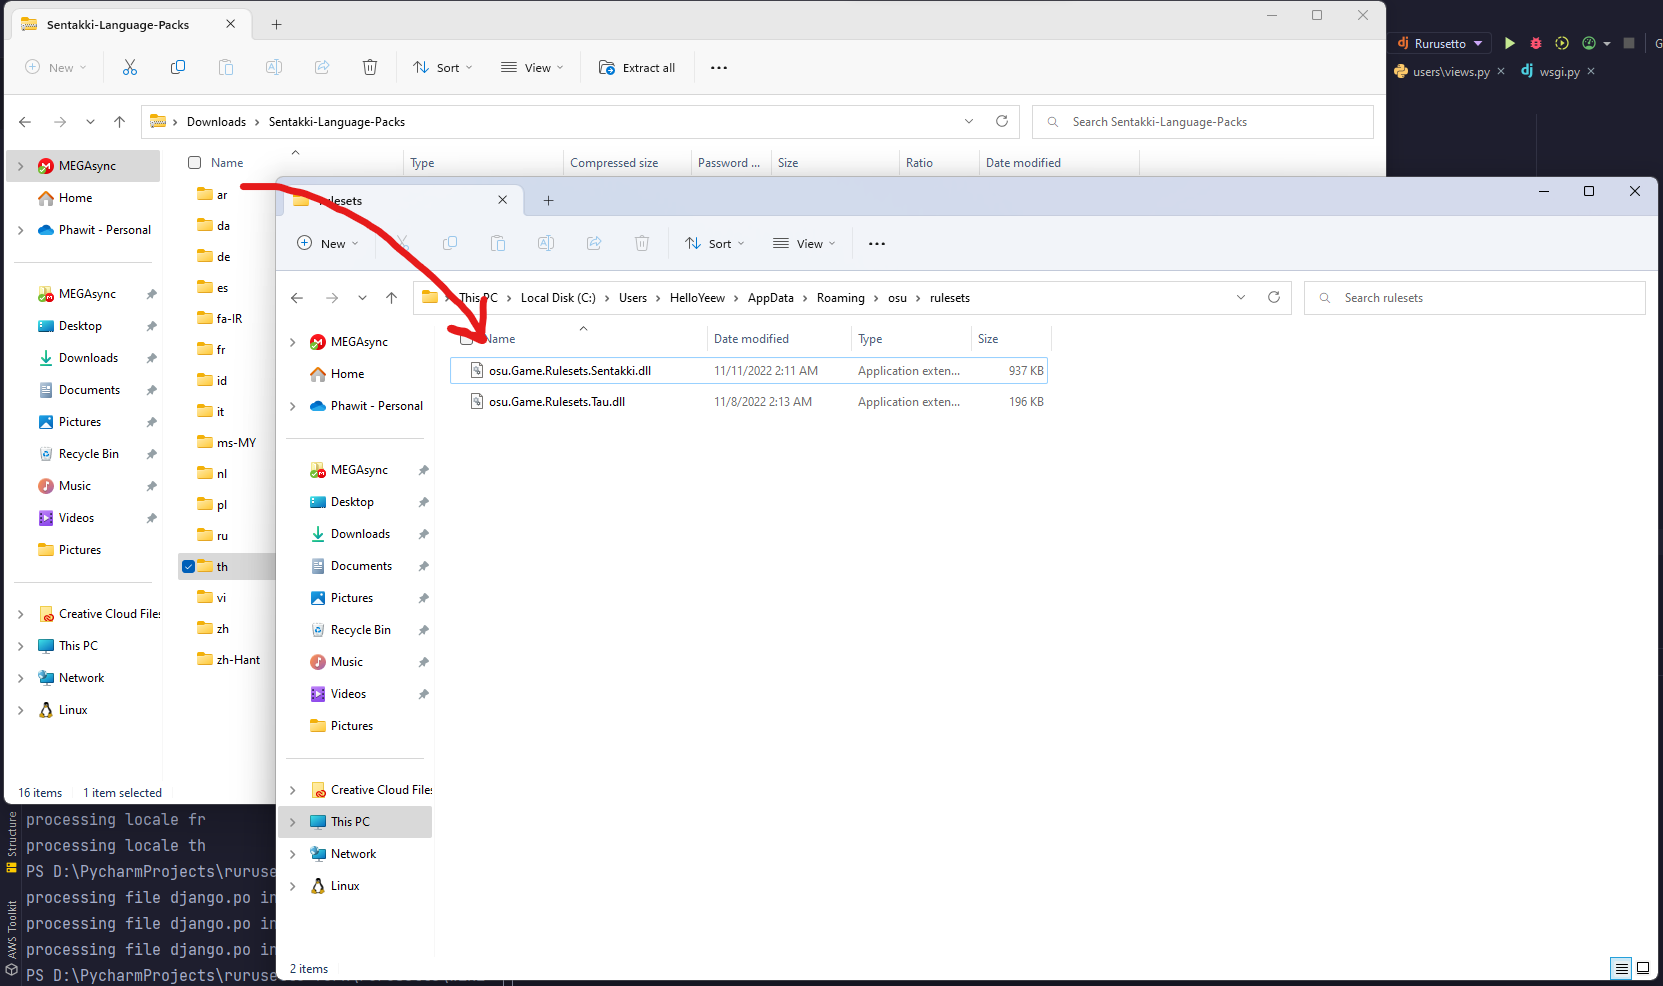 Sentakki-Language-Packs
New
Sort
View
Extract all
Downloads > Sentakki-Language-Packs
Search Sentakki-Language-Packs
Rurusetto
G
users\views.py
wsgi.py
Name
Type
Compressed size
Password ...
Size
Ratio
Date modified
MEGAsync
Home
Phawit - Personal
MEGAsync
Desktop
Downloads
Documents
Pictures
Recycle Bin
Music
Videos
Pictures
Creative Cloud Files
This PC
Network
Linux
ar
da
de
es
fa-IR
fr
id
it
ms-MY
nl
pl
ru
th
vi
zh
zh-Hant
16 items
1 item selected
rulesets
New
Sort
View
This PC > Local Disk (C:) > Users > HelloYeew > AppData > Roaming > osu > rulesets
Search rulesets
MEGAsync
Home
Phawit - Personal
MEGAsync
Desktop
Downloads
Documents
Pictures
Recycle Bin
Music
Videos
Pictures
Creative Cloud Files
This PC
Network
Linux
Name
Date modified
Type
Size
osu.Game.Rulesets.Sentakki.dll
11/11/2022 2:11 AM
Application exten...
937 KB
osu.Game.Rulesets.Tau.dll
11/8/2022 2:13 AM
Application exten...
196 KB
2 items
Structure
AWS Toolkit
processing locale fr
processing locale th
PS D:\PycharmProjects\ruruse
processing file django.po in
processing file django.po in
processing file django.po in
PS D:\PycharmProjects\ruruse